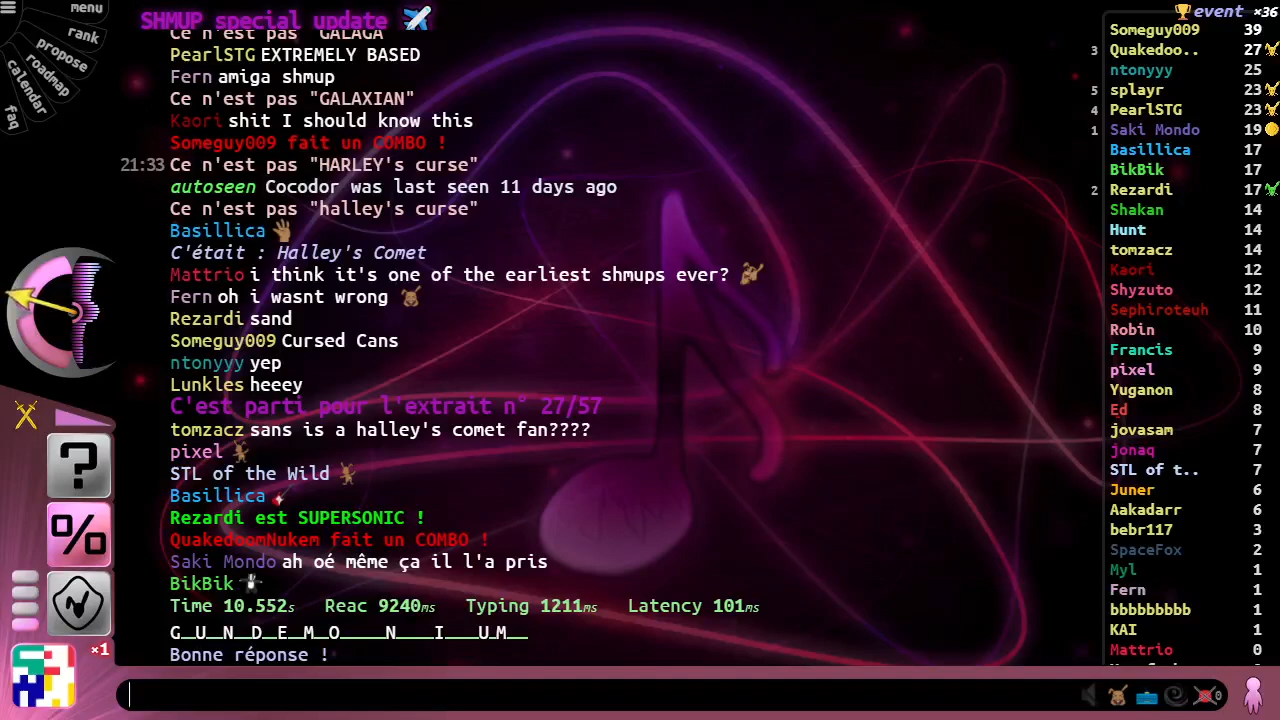 menu
rank
propose
roadmap
calendar
faq
SHMUP special update
Ce n'est pas "GALAGA"
PearlSTG EXTREMELY BASED
Fern amiga shmup
Ce n'est pas "GALAXIAN"
Kaori shit I should know this
Someguy009 fait un COMBO !
21:33 Ce n'est pas "HARLEY's curse"
autoseen Cocodor was last seen 11 days ago
Ce n'est pas "halley's curse"
Basillica
C'était : Halley's Comet
Mattrio i think it's one of the earliest shmups ever?
Fern oh i wasnt wrong
Rezardi sand
Someguy009 Cursed Cans
ntonyyy yep
Lunkles heeey
C'est parti pour l'extrait n° 27/57
tomzacz sans is a halley's comet fan????
pixel
STL of the Wild
Basillica
Rezardi est SUPERSONIC !
QuakedoomNukem fait un COMBO !
Saki Mondo ah oé même ça il l'a pris
BikBik
Time 10.552s Reac 9240ms Typing 1211ms Latency 101ms
G_U_N_D_E_M_O___N___I___U_M__
Bonne réponse !
? 
%
×1
event ×36
Someguy009 39
3 Quakedoo.. 27
ntonyyy 25
5 splayr 23
4 PearlSTG 23
1 Saki Mondo 19
Basillica 17
BikBik 17
2 Rezardi 17
Shakan 14
Hunt 14
tomzacz 14
Kaori 12
Shyzuto 12
Sephiroteuh 11
Robin 10
Francis 9
pixel 9
Yuganon 8
Ed 8
jovasam 7
jonaq 7
STL of t.. 7
Juner 6
Aakadarr 6
bebr117 3
SpaceFox 2
Myl 1
Fern 1
bbbbbbbbb 1
KAI 1
Mattrio 0
0